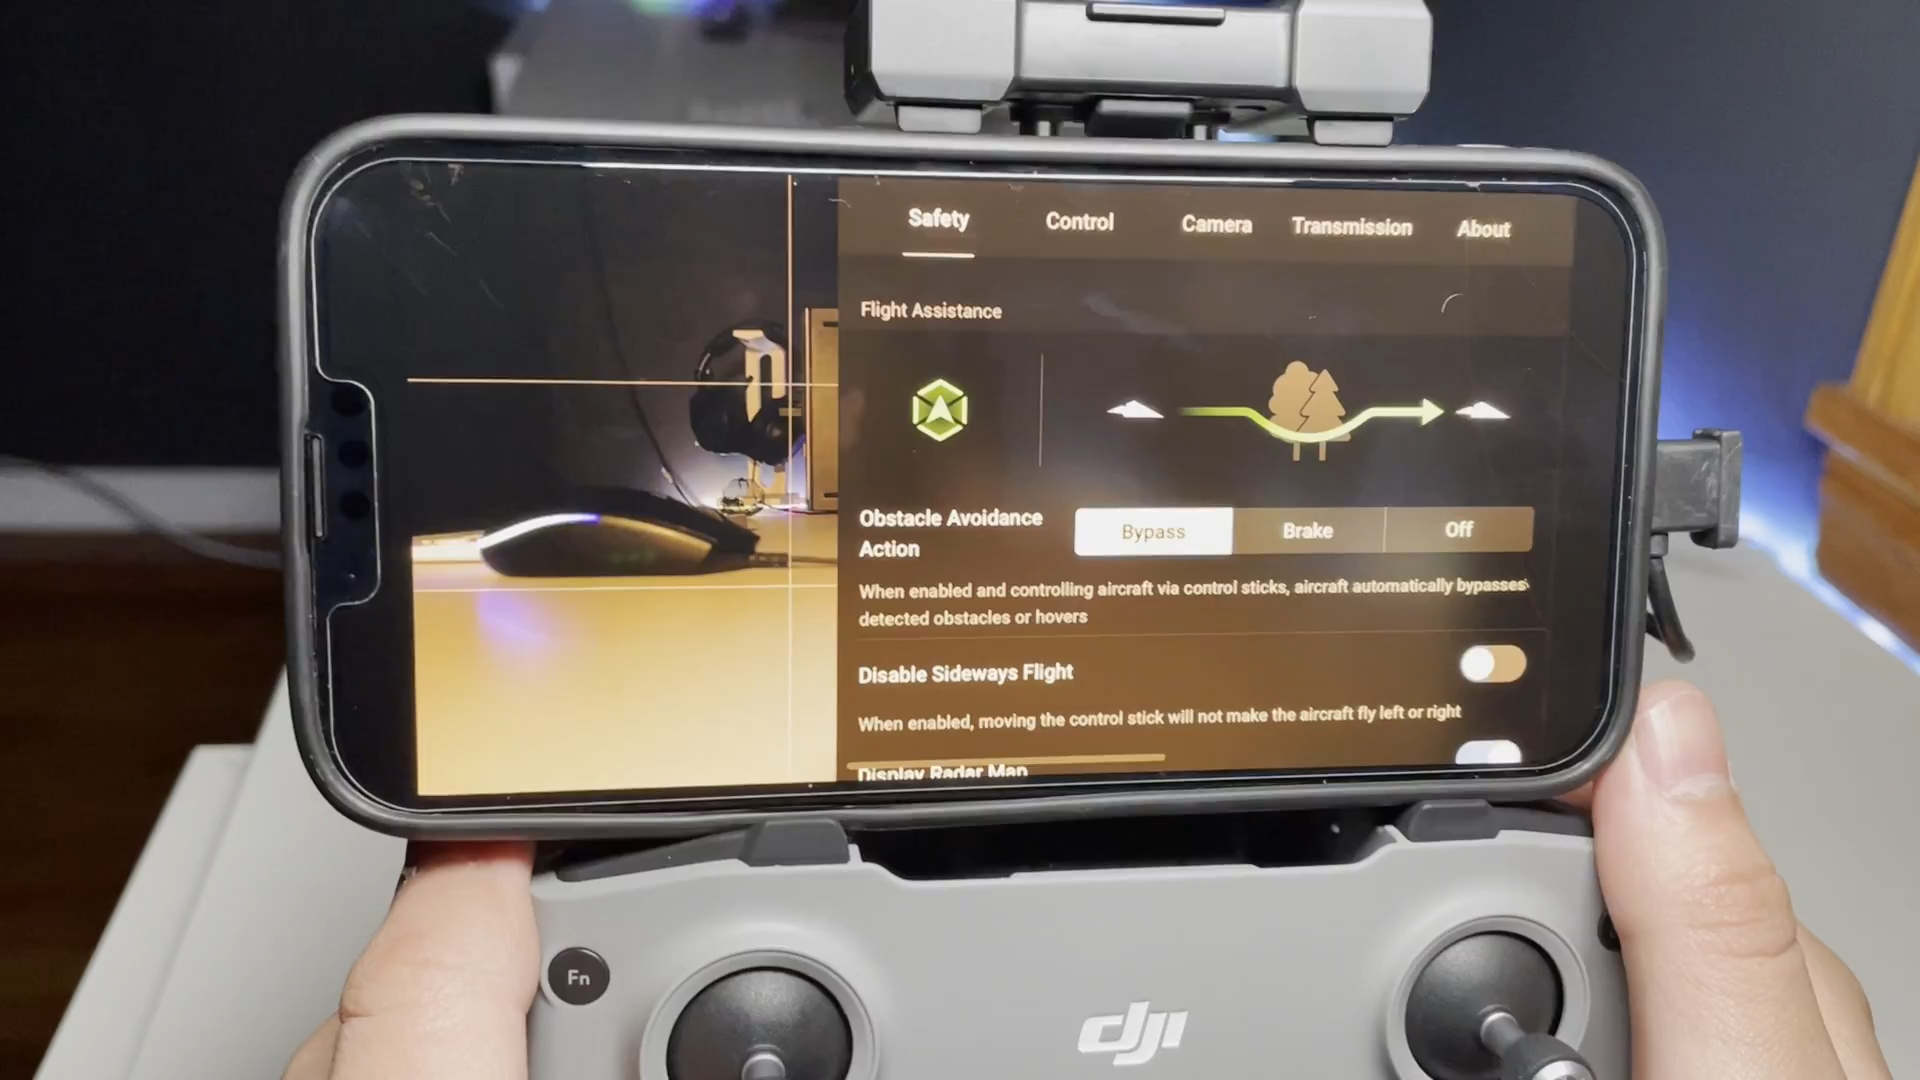 Safety Control Camera Transmission About
Flight Assistance
Obstacle Avoidance
Action
Bypass Brake Off
When enabled and controlling aircraft via control sticks, aircraft automatically bypasses
detected obstacles or hovers
Disable Sideways Flight
When enabled, moving the control stick will not make the aircraft fly left or right
Display Radar Map
Fn
dji